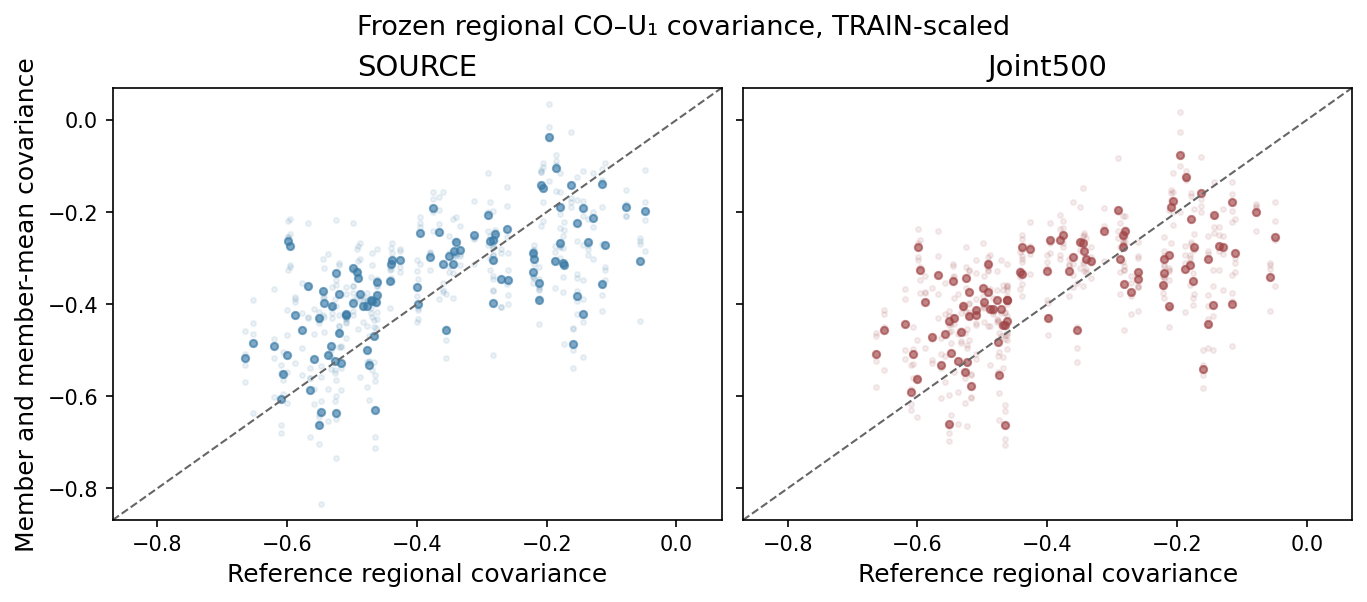 Frozen regional CO–U₁ covariance, TRAIN-scaled
SOURCE
Joint500
Member and member-mean covariance
0.0
−0.2
−0.4
−0.6
−0.8
−0.8
−0.6
−0.4
−0.2
0.0
−0.8
−0.6
−0.4
−0.2
0.0
Reference regional covariance
Reference regional covariance